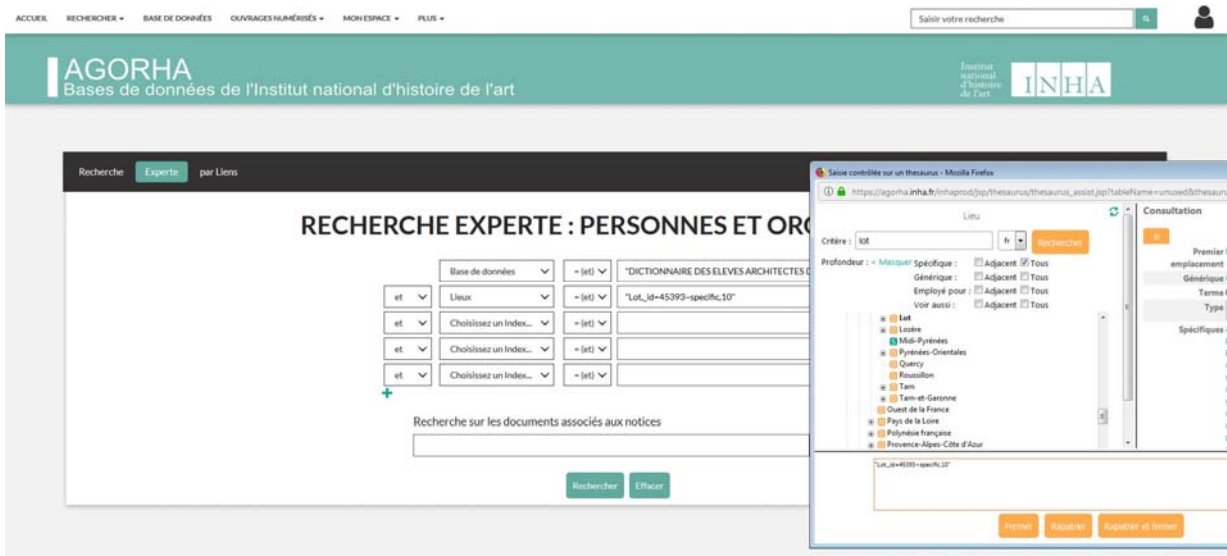 ACCUEIL RECHERCHER BASE DE DONNÉES OUVRAGES NUMÉRISÉS MON ESPACE PLUS
Saisir votre recherche
AGORHA
Bases de données de l'Institut national d'histoire de l'art
Institut
national
d'histoire
de l'art
INHA
Recherche Experte par Liens
RECHERCHE EXPERTE : PERSONNES ET ORG
Base de données = (et) "DICTIONNAIRE DES ELEVES ARCHITECTES D
et Lieux = (et) "Lot,_id=45393~specific,10"
et Choisissez un Index... = (et)
et Choisissez un Index... = (et)
et Choisissez un Index... = (et)
+
Recherche sur les documents associés aux notices
Rechercher Effacer
Saisie contrôlée sur un thesaurus - Mozilla Firefox
https://agorha.inha.fr/inhaprod/jsp/thesaurus/thesaurus_assist.jsp?tableName=unused&thesauru
Lieu
Critère : lot fr Rechercher
Profondeur : < Masquer Spécifique : Adjacent Tous
Générique : Adjacent Tous
Employé pour : Adjacent Tous
Voir aussi : Adjacent Tous
Lot
Lozère
Midi-Pyrénées
Pyrénées-Orientales
Quercy
Roussillon
Tarn
Tarn-et-Garonne
Ouest de la France
Pays de la Loire
Polynésie française
Provence-Alpes-Côte d'Azur
Consultation
Premier
emplacement
Générique
Terme
Type
Spécifiques
"Lot,_id=45393~specific,10"
Fermer Rapatrier Rapatrier et fermer